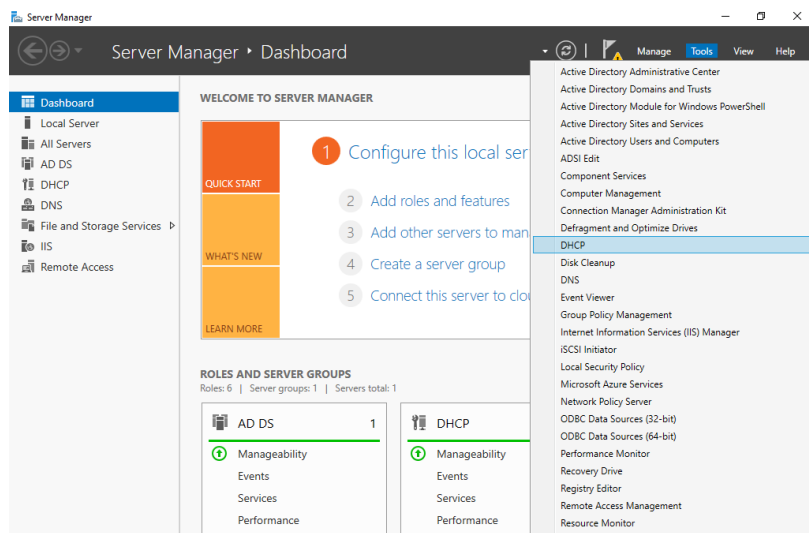 Server Manager
Server Manager • Dashboard
Manage Tools View Help
Dashboard
Local Server
All Servers
AD DS
DHCP
DNS
File and Storage Services
IIS
Remote Access
WELCOME TO SERVER MANAGER
QUICK START
WHAT'S NEW
LEARN MORE
1 Configure this local ser
2 Add roles and features
3 Add other servers to man
4 Create a server group
5 Connect this server to clo
ROLES AND SERVER GROUPS
Roles: 6 | Server groups: 1 | Servers total: 1
AD DS 1
Manageability
Events
Services
Performance
DHCP
Manageability
Events
Services
Performance
Active Directory Administrative Center
Active Directory Domains and Trusts
Active Directory Module for Windows PowerShell
Active Directory Sites and Services
Active Directory Users and Computers
ADSI Edit
Component Services
Computer Management
Connection Manager Administration Kit
Defragment and Optimize Drives
DHCP
Disk Cleanup
DNS
Event Viewer
Group Policy Management
Internet Information Services (IIS) Manager
iSCSI Initiator
Local Security Policy
Microsoft Azure Services
Network Policy Server
ODBC Data Sources (32-bit)
ODBC Data Sources (64-bit)
Performance Monitor
Recovery Drive
Registry Editor
Remote Access Management
Resource Monitor